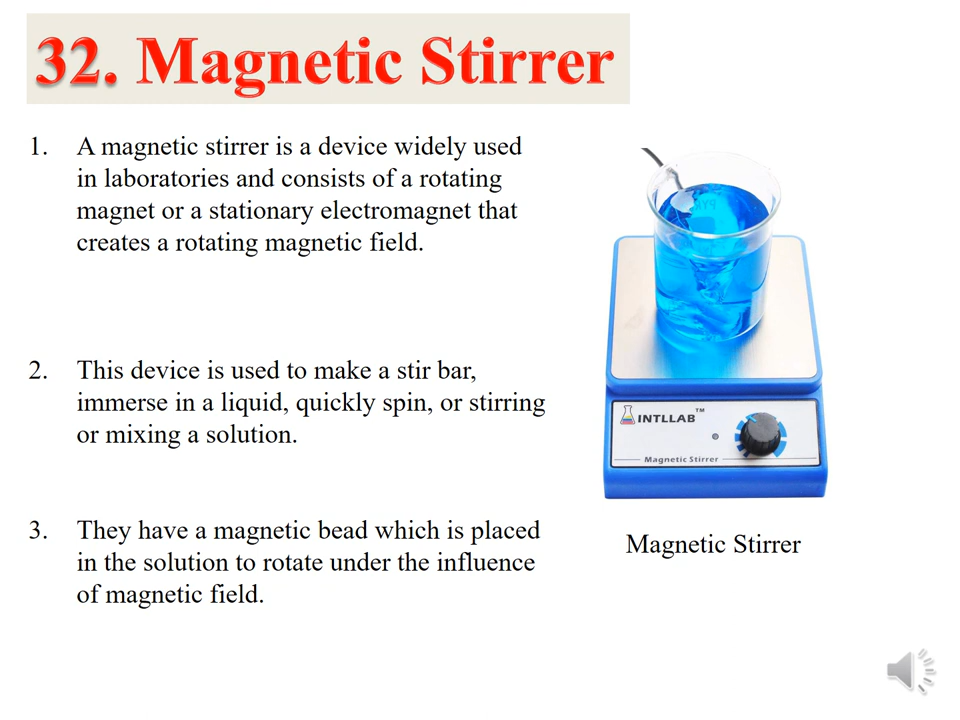 32. Magnetic Stirrer
1. A magnetic stirrer is a device widely used
in laboratories and consists of a rotating
magnet or a stationary electromagnet that
creates a rotating magnetic field.
2. This device is used to make a stir bar,
immerse in a liquid, quickly spin, or stirring
or mixing a solution.
3. They have a magnetic bead which is placed
in the solution to rotate under the influence
of magnetic field.
INTLLAB™
Magnetic Stirrer
Magnetic Stirrer